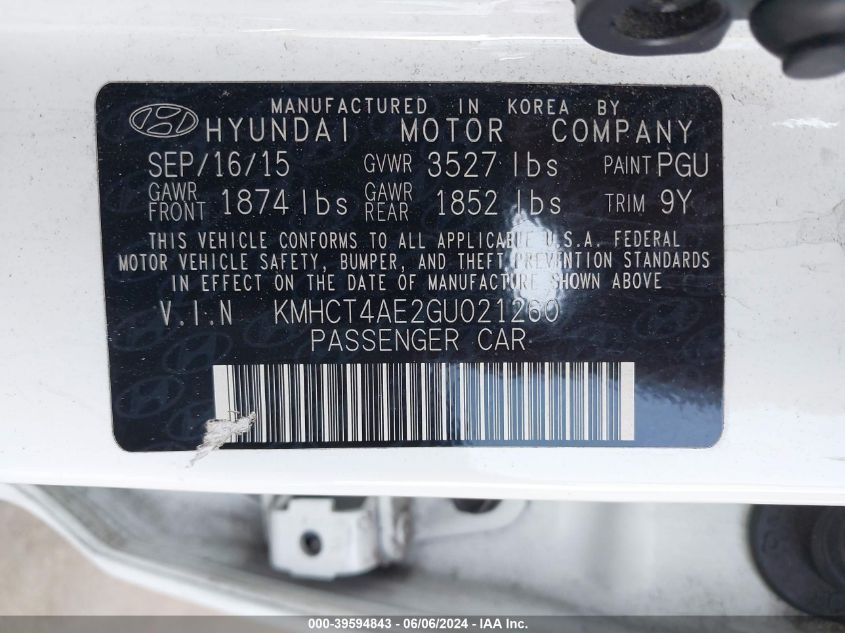 MANUFACTURED IN KOREA BY
HYUNDAI MOTOR COMPANY
SEP/16/15 GVWR 3527 lbs PAINT PGU
GAWR FRONT 1874 lbs GAWR REAR 1852 lbs TRIM 9Y
THIS VEHICLE CONFORMS TO ALL APPLICABLE U.S.A. FEDERAL
MOTOR VEHICLE SAFETY, BUMPER, AND THEFT PREVENTION STANDARDS
IN EFFECT ON THE DATE OF MANUFACTURE SHOWN ABOVE.
V.I.N KMHCT4AE2GU021260
PASSENGER CAR
000-39594843 / 06/06/2024 - IAA Inc.